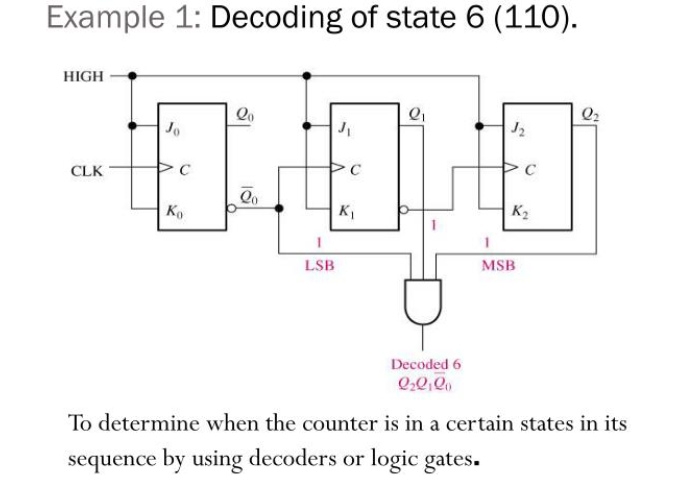 Example 1: Decoding of state 6 (110).
HIGH
Q₀ Q₁ Q₂
J₀ J₁ J₂
CLK C C C
Q̅₀
K₀ K₁ K₂
1
1 1
LSB MSB
Decoded 6
Q₂Q₁Q̅₀
To determine when the counter is in a certain states in its
sequence by using decoders or logic gates.